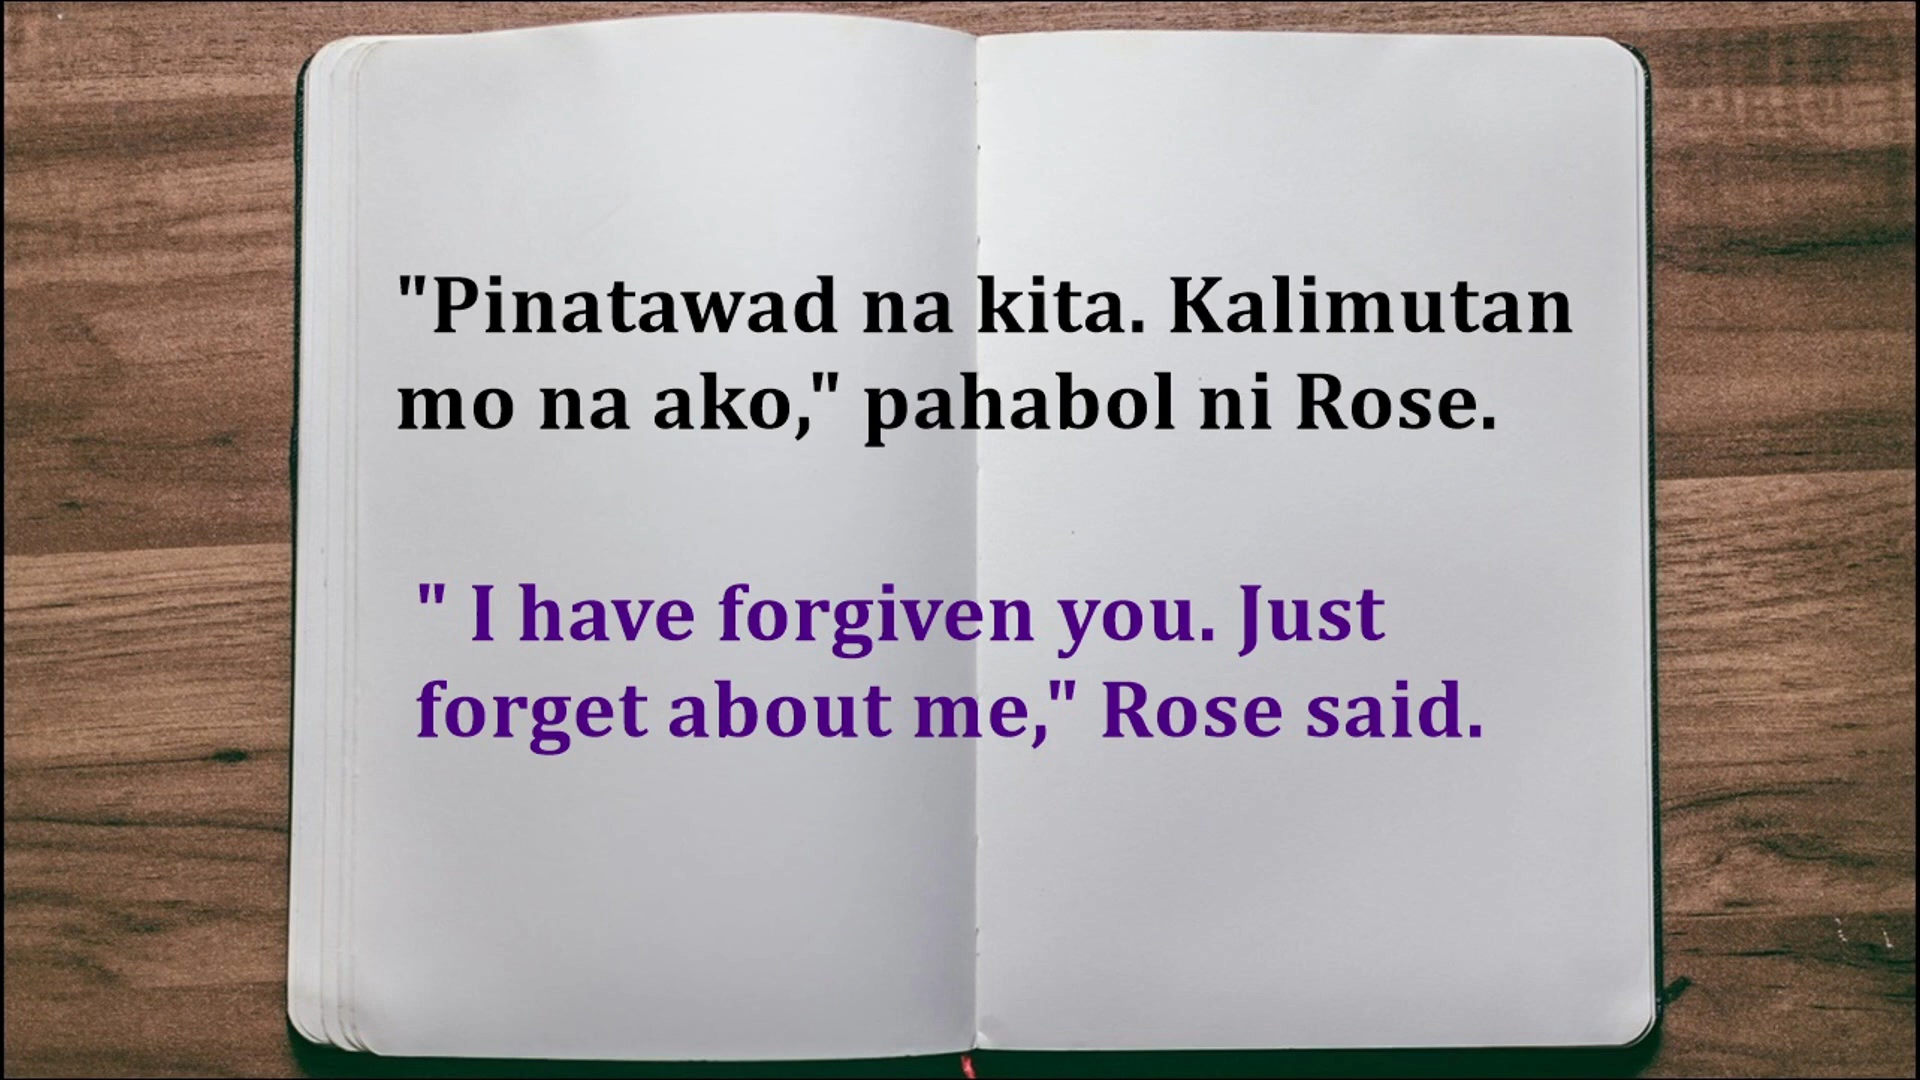 "Pinatawad na kita. Kalimutan
mo na ako," pahabol ni Rose.
" I have forgiven you. Just
forget about me," Rose said.